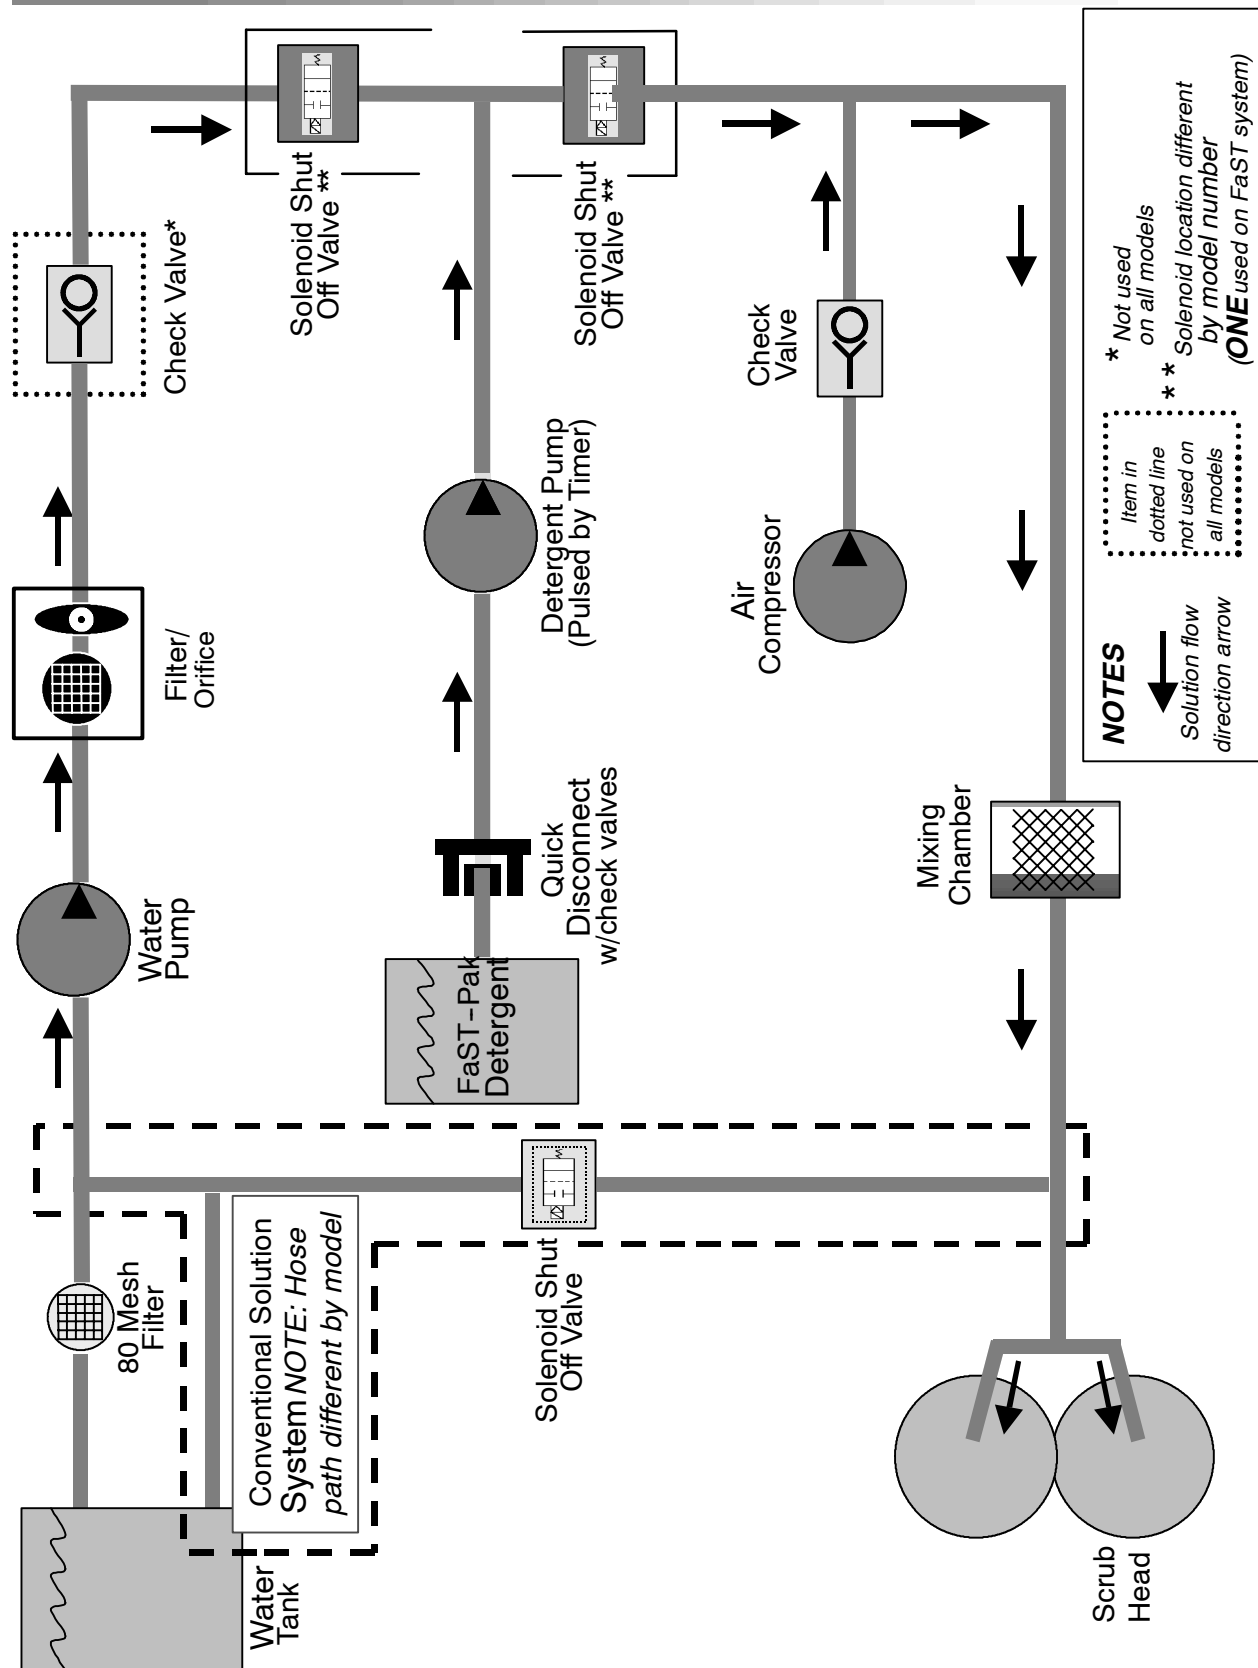 Water
Tank
80 Mesh
Filter
Conventional Solution
System NOTE: Hose
path different by model
Water
Pump
Filter/
Orifice
Check Valve*
Solenoid Shut
Off Valve **
Solenoid Shut
Off Valve **
FaST-Pak
Detergent
Quick
Disconnect
w/check valves
Detergent Pump
(Pulsed by Timer)
Solenoid Shut
Off Valve
Air
Compressor
Check
Valve
Mixing
Chamber
Scrub
Head
NOTES
Solution flow
direction arrow
Item in
dotted line
not used on
all models
* Not used
on all models
** Solenoid location different
by model number
(ONE used on FaST system)